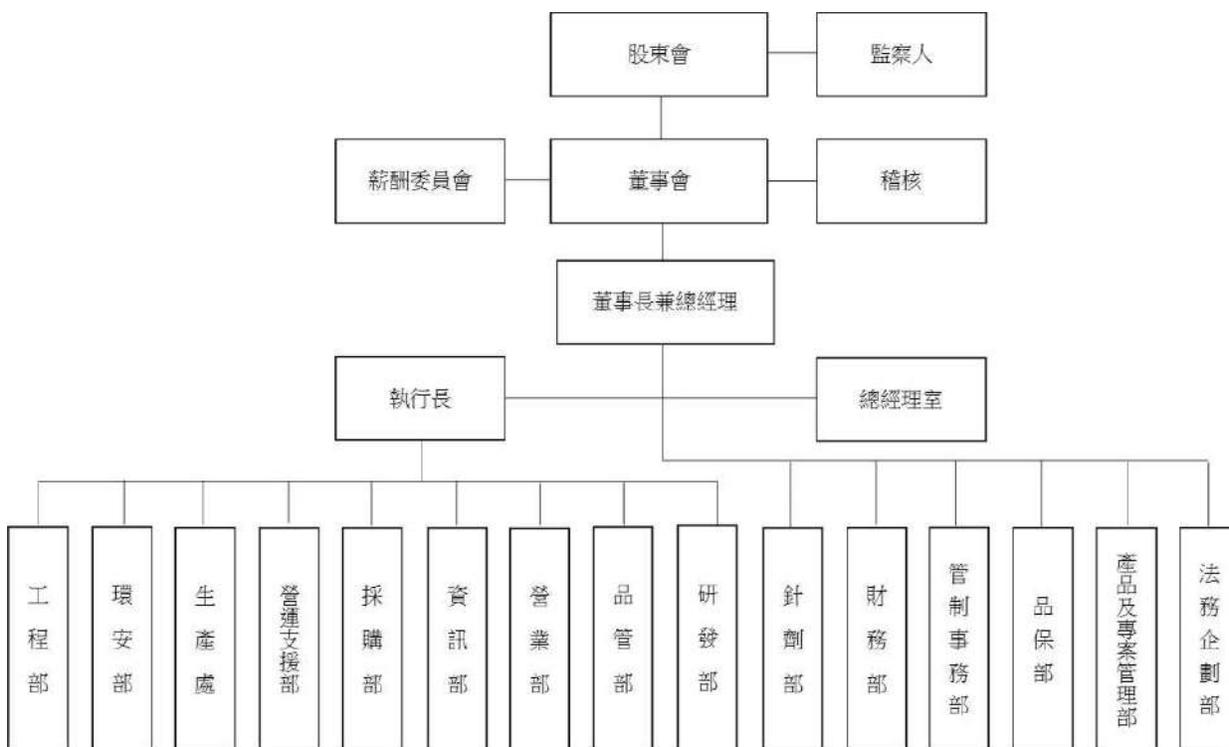 股東會
監察人
薪酬委員會
董事會
稽核
董事長兼總經理
執行長
總經理室
工程部
環安部
生產處
營運支援部
採購部
資訊部
營業部
品管部
研發部
針劑部
財務部
管制事務部
品保部
產品及專案管理部
法務企劃部